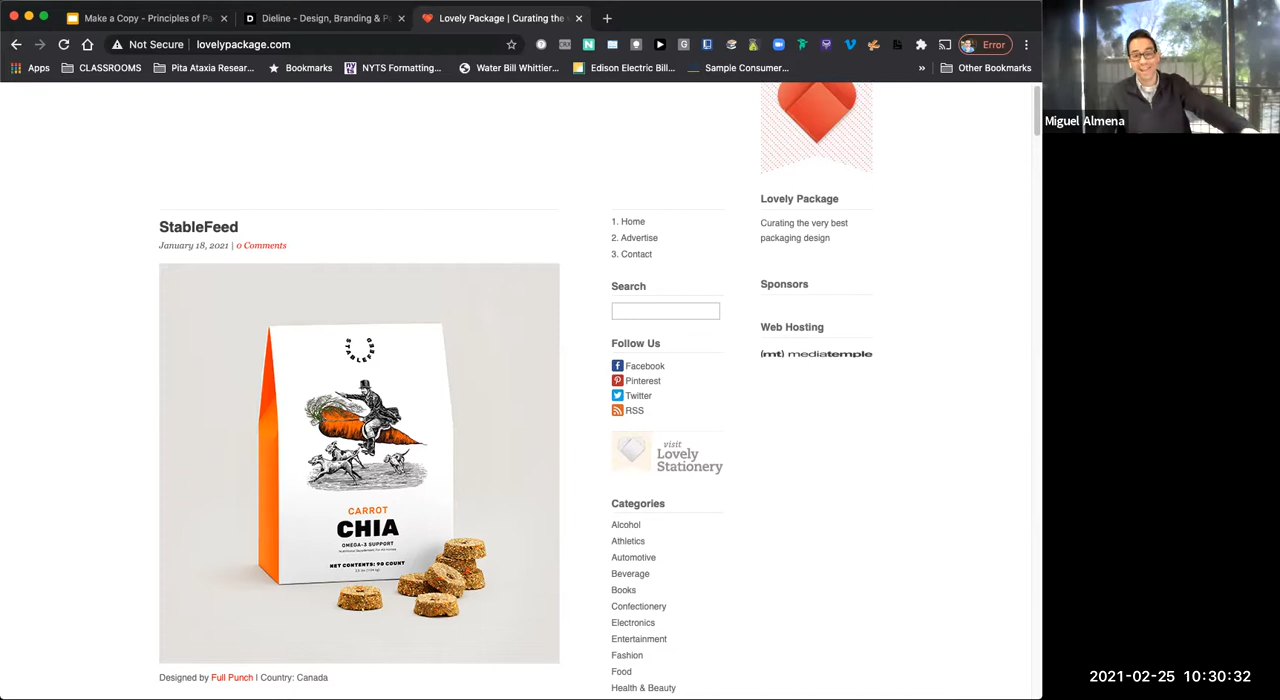 Make a Copy - Principles of Pa
Dieline - Design, Branding & P
Lovely Package | Curating the
Not Secure | lovelypackage.com
Error
Apps
CLASSROOMS
Pita Ataxia Resear...
Bookmarks
NYTS Formatting...
Water Bill Whittier...
Edison Electric Bill...
Sample Consumer...
»
Other Bookmarks
Miguel Almena
StableFeed
January 18, 2021 | 0 Comments
STABLEFEED
CARROT
CHIA
OMEGA-3 SUPPORT
NET CONTENTS: 90 COUNT
Designed by Full Punch | Country: Canada
1. Home
2. Advertise
3. Contact
Search
Follow Us
Facebook
Pinterest
Twitter
RSS
visit
Lovely
Stationery
Categories
Alcohol
Athletics
Automotive
Beverage
Books
Confectionery
Electronics
Entertainment
Fashion
Food
Health & Beauty
Lovely Package
Curating the very best
packaging design
Sponsors
Web Hosting
(mt) mediatemple
2021-02-25 10:30:32